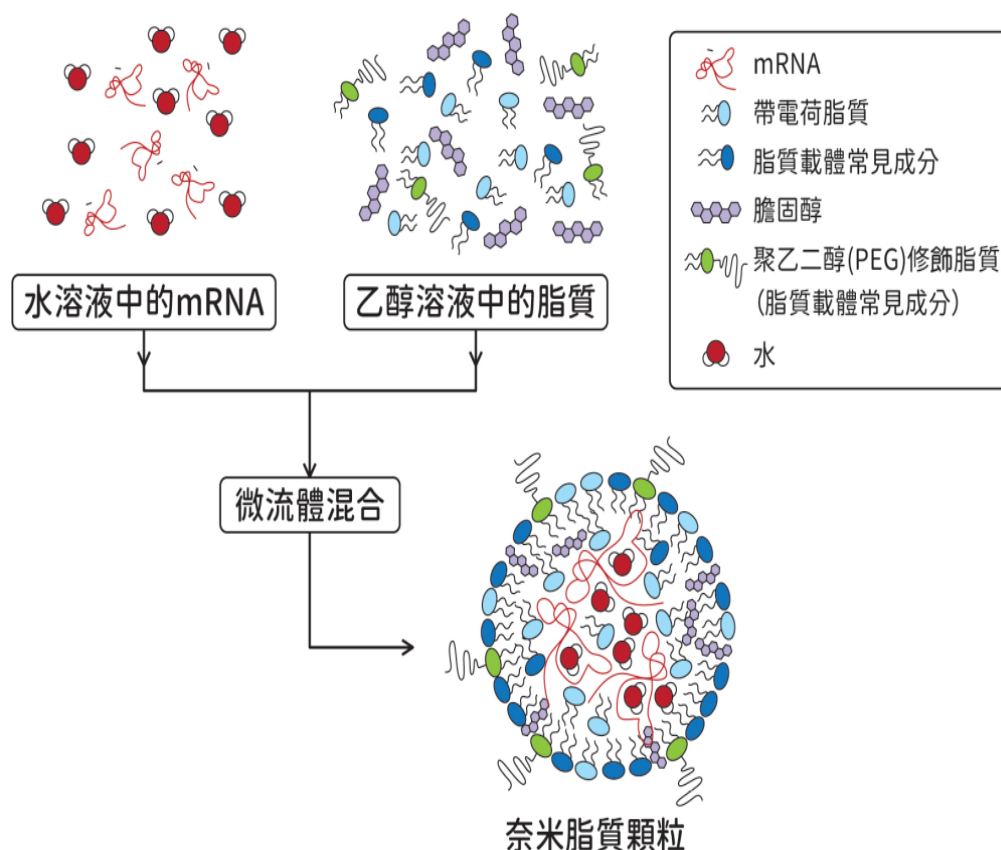 mRNA
帶電荷脂質
脂質載體常見成分
膽固醇
聚乙二醇(PEG)修飾脂質
(脂質載體常見成分)
水
水溶液中的mRNA
乙醇溶液中的脂質
微流體混合
奈米脂質顆粒